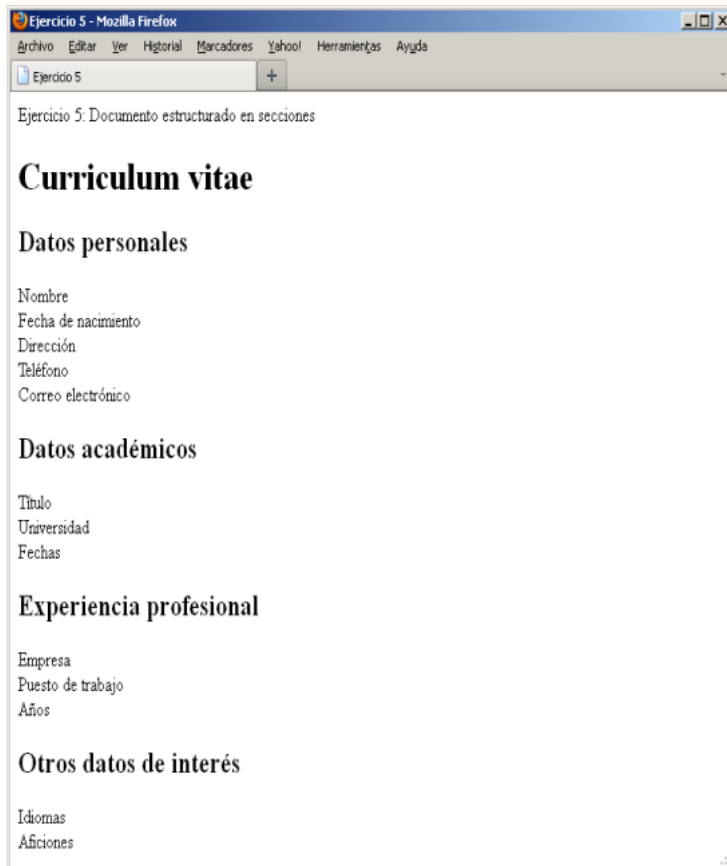 Ejercicio 5 - Mozilla Firefox
Archivo Editar Ver Historial Marcadores Yahoo! Herramientas Ayuda
Ejercicio 5
Ejercicio 5: Documento estructurado en secciones
Curriculum vitae
Datos personales
Nombre
Fecha de nacimiento
Dirección
Teléfono
Correo electrónico
Datos académicos
Título
Universidad
Fechas
Experiencia profesional
Empresa
Puesto de trabajo
Años
Otros datos de interés
Idiomas
Aficiones